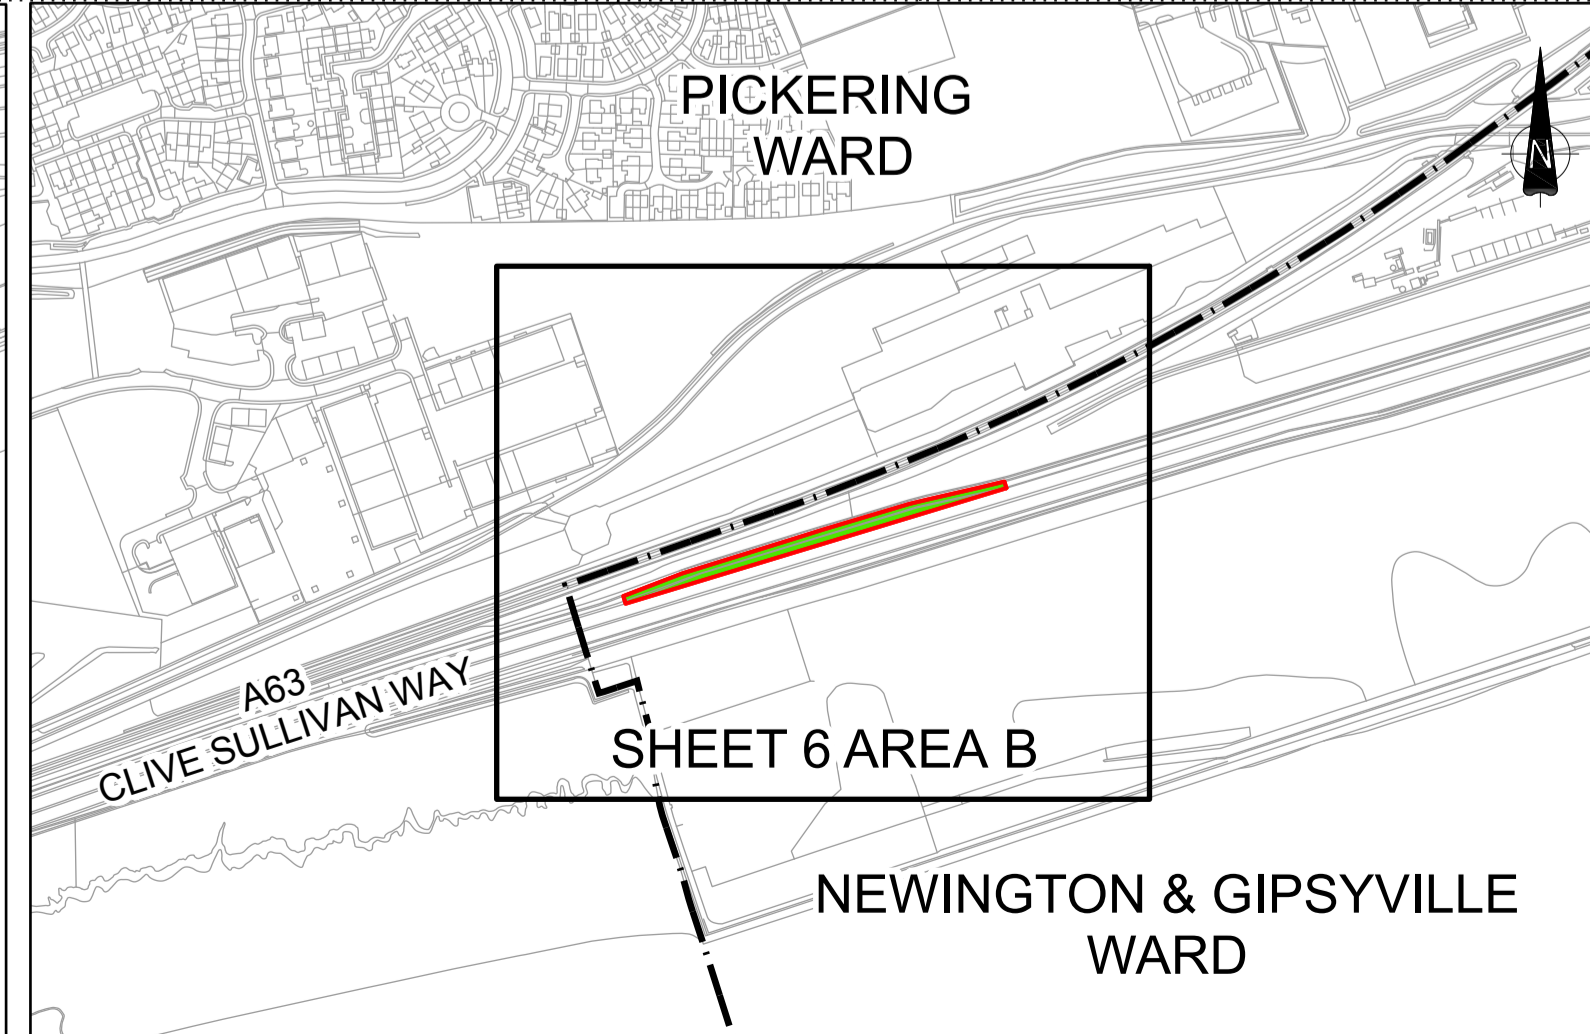 PICKERING
WARD
N
A63
CLIVE SULLIVAN WAY
SHEET 6 AREA B
NEWINGTON & GIPSYVILLE
WARD